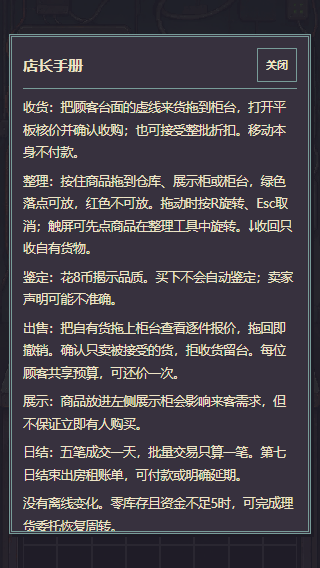 店长手册
关闭
收货：把顾客台面的虚线来货拖到柜台，打开平
板核价并确认收购；也可接受整批折扣。移动本
身不付款。
整理：按住商品拖到仓库、展示柜或柜台，绿色
落点可放，红色不可放。拖动时按R旋转、Esc取
消；触屏可先点商品在整理工具中旋转。↓收回只
收自有货物。
鉴定：花8币揭示品质。买下不会自动鉴定；卖家
声明可能不准确。
出售：把自有货拖上柜台查看逐件报价，拖回即
撤销。确认只卖被接受的货，拒收货留台。每位
顾客共享预算，可还价一次。
展示：商品放进左侧展示柜会影响来客需求，但
不保证立即有人购买。
日结：五笔成交一天，批量交易只算一笔。第七
日结束出房租账单，可付款或明确延期。
没有离线变化。零库存且资金不足5时，可完成理
货委托恢复周转。